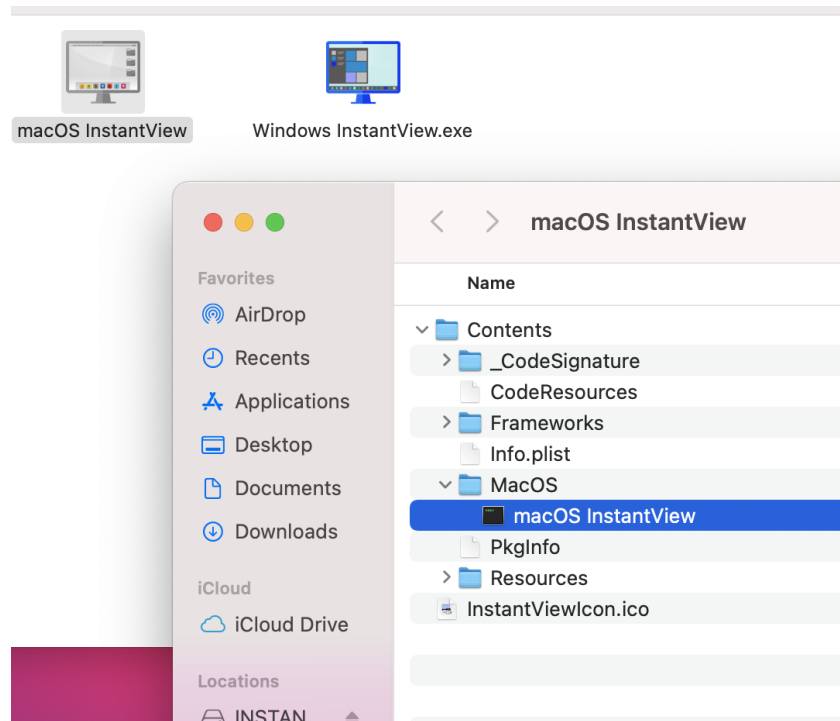 macOS InstantView
Windows InstantView.exe
macOS InstantView
Favorites
AirDrop
Recents
Applications
Desktop
Documents
Downloads
iCloud
iCloud Drive
Locations
INSTAN
Name
Contents
_CodeSignature
CodeResources
Frameworks
Info.plist
MacOS
macOS InstantView
PkgInfo
Resources
InstantViewIcon.ico